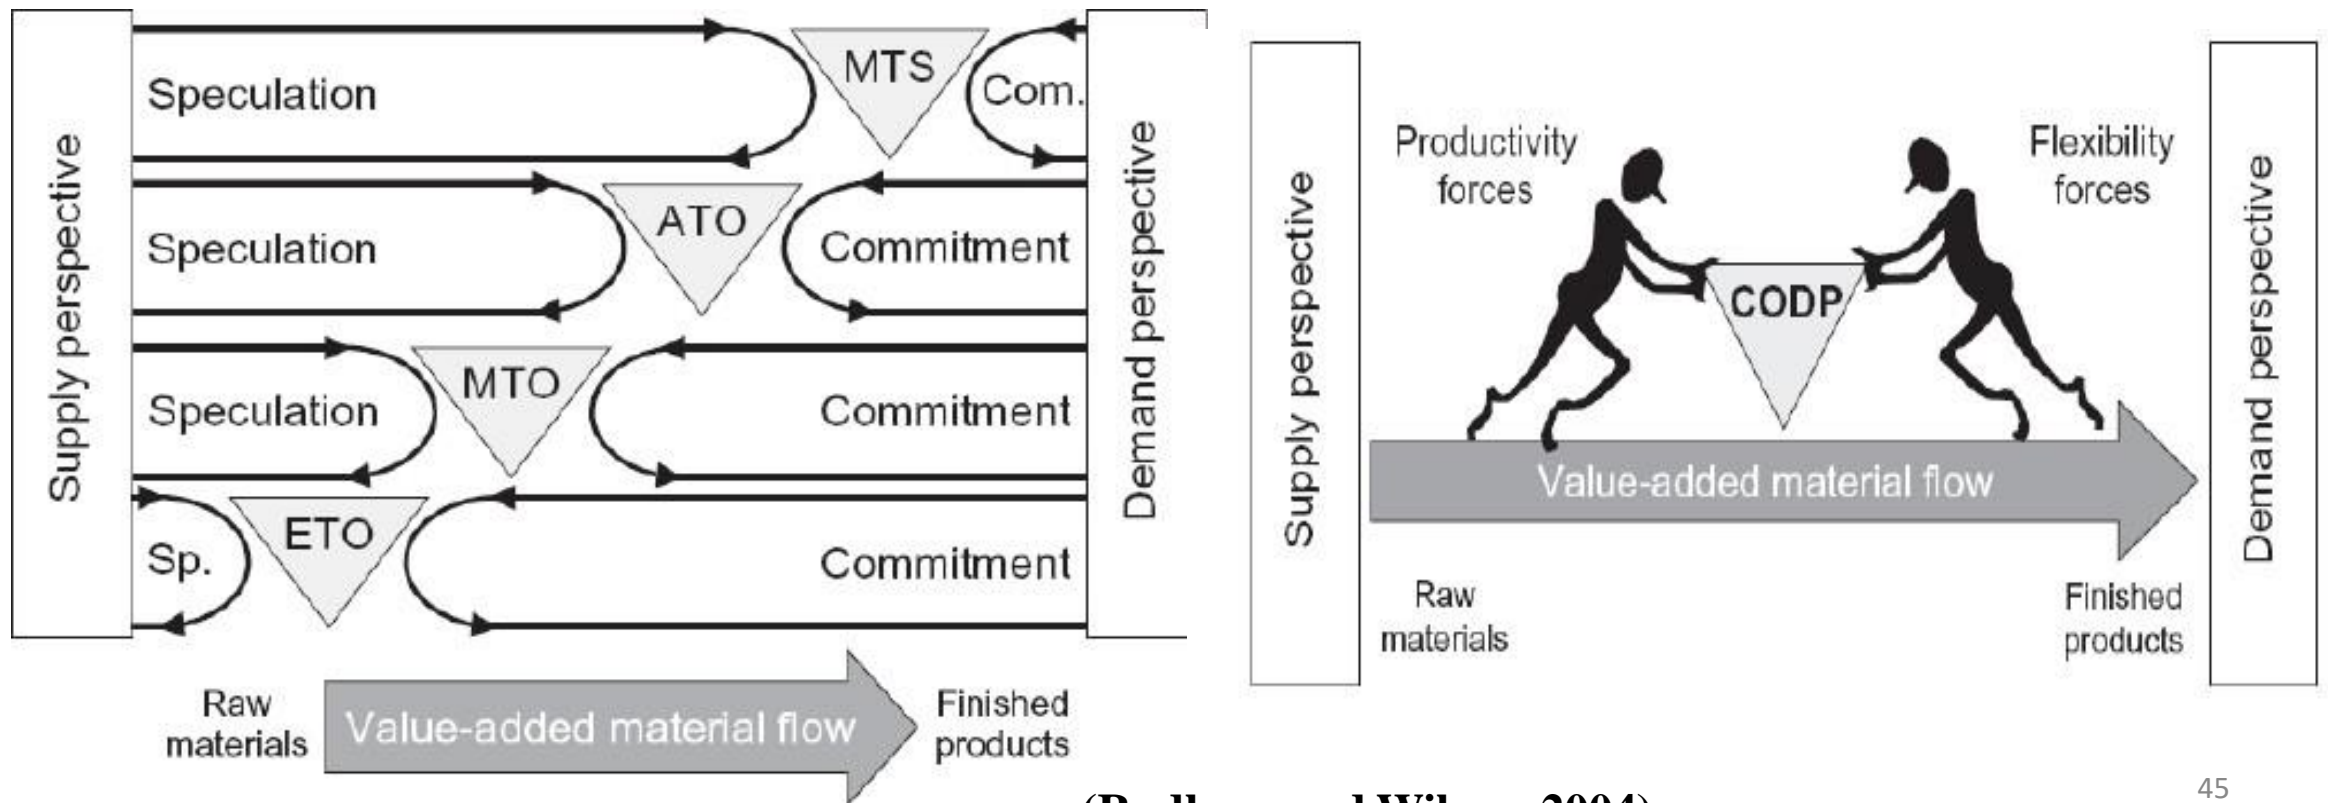 Supply perspective
Speculation
MTS
Com.
Speculation
ATO
Commitment
Speculation
MTO
Commitment
Sp.
ETO
Commitment
Demand perspective
Raw
materials
Value-added material flow
Finished
products
Supply perspective
Productivity
forces
CODP
Flexibility
forces
Value-added material flow
Raw
materials
Finished
products
Demand perspective
2004)
45